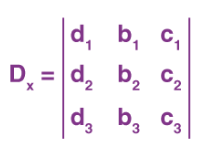 d₁ b₁ c₁
Dₓ = d₂ b₂ c₂
d₃ b₃ c₃